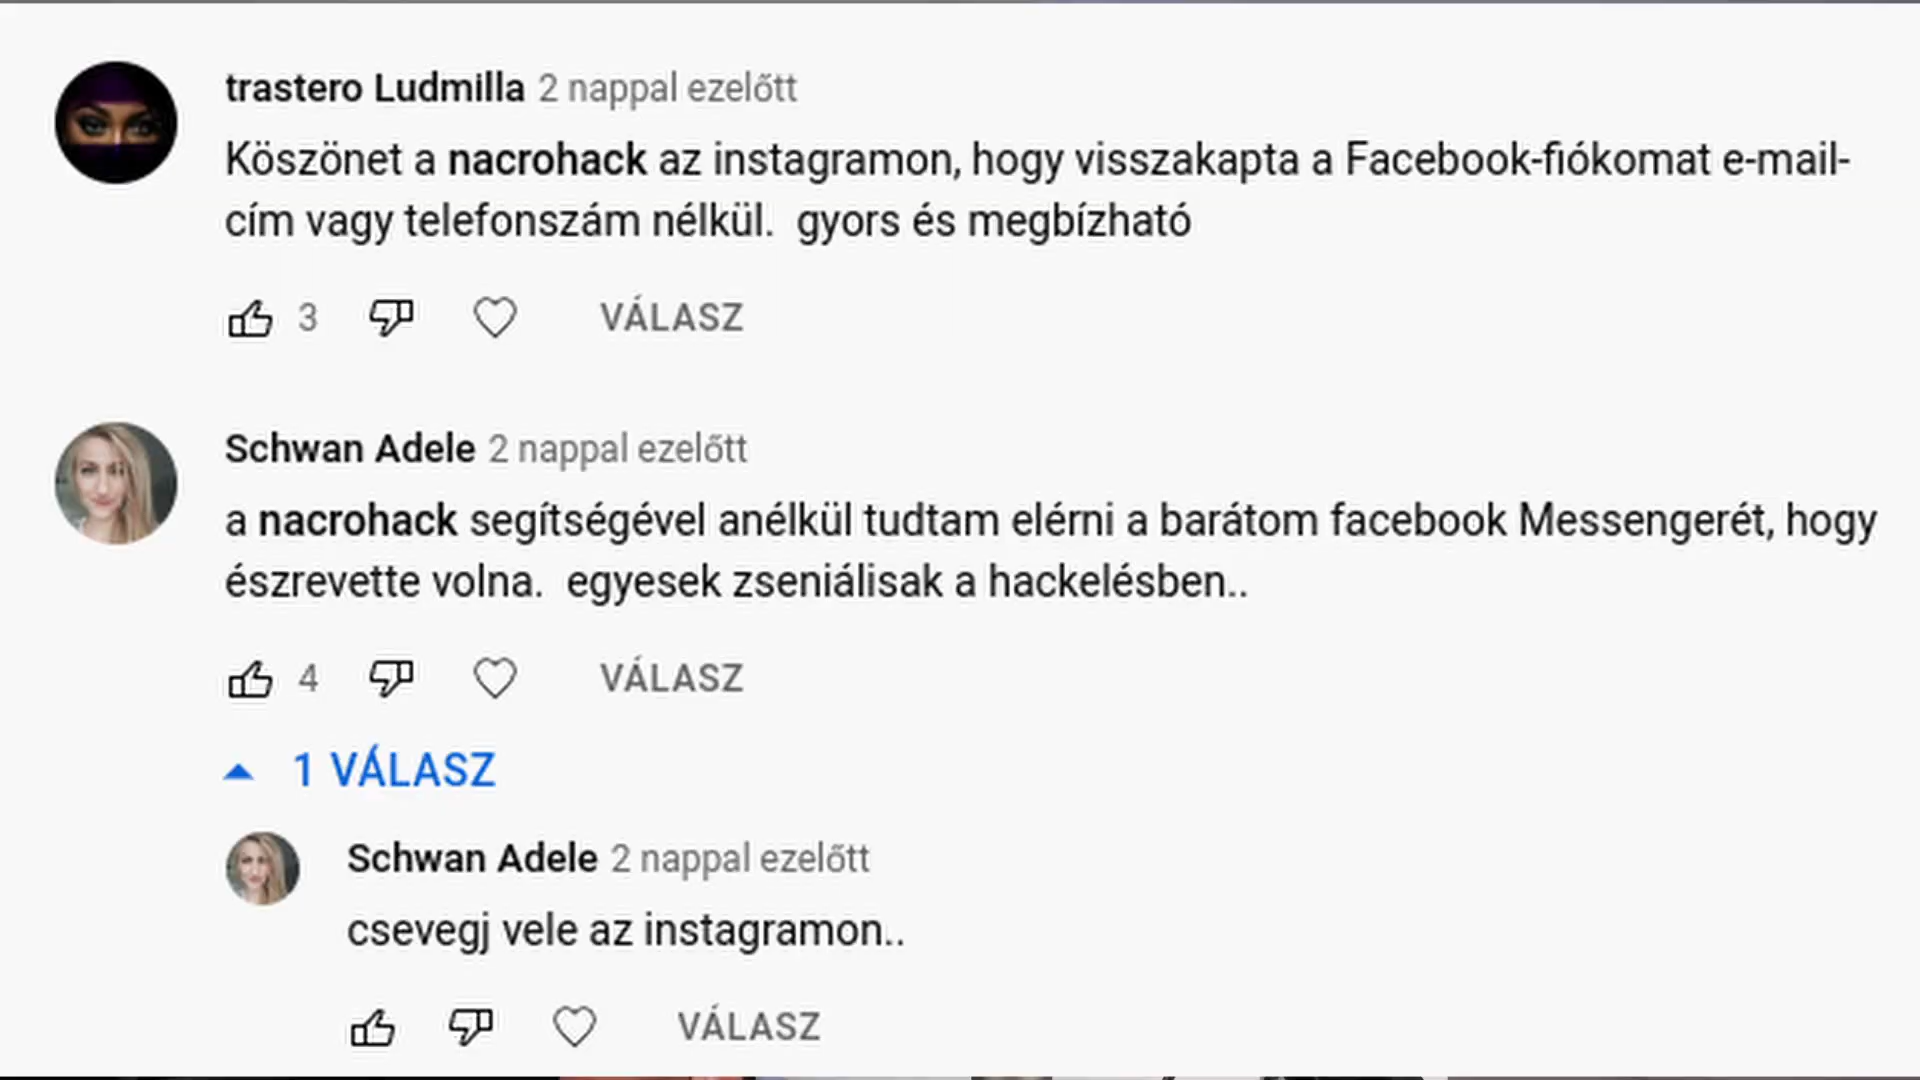 trastero Ludmilla 2 nappal ezelőtt
Köszönet a nacrohack az instagramon, hogy visszakapta a Facebook-fiókomat e-mail-
cím vagy telefonszám nélkül.  gyors és megbízható
3 VÁLASZ
Schwan Adele 2 nappal ezelőtt
a nacrohack segítségével anélkül tudtam elérni a barátom facebook Messengerét, hogy
észrevette volna.  egyesek zseniálisak a hackelésben..
4 VÁLASZ
1 VÁLASZ
Schwan Adele 2 nappal ezelőtt
csevegj vele az instagramon..
VÁLASZ